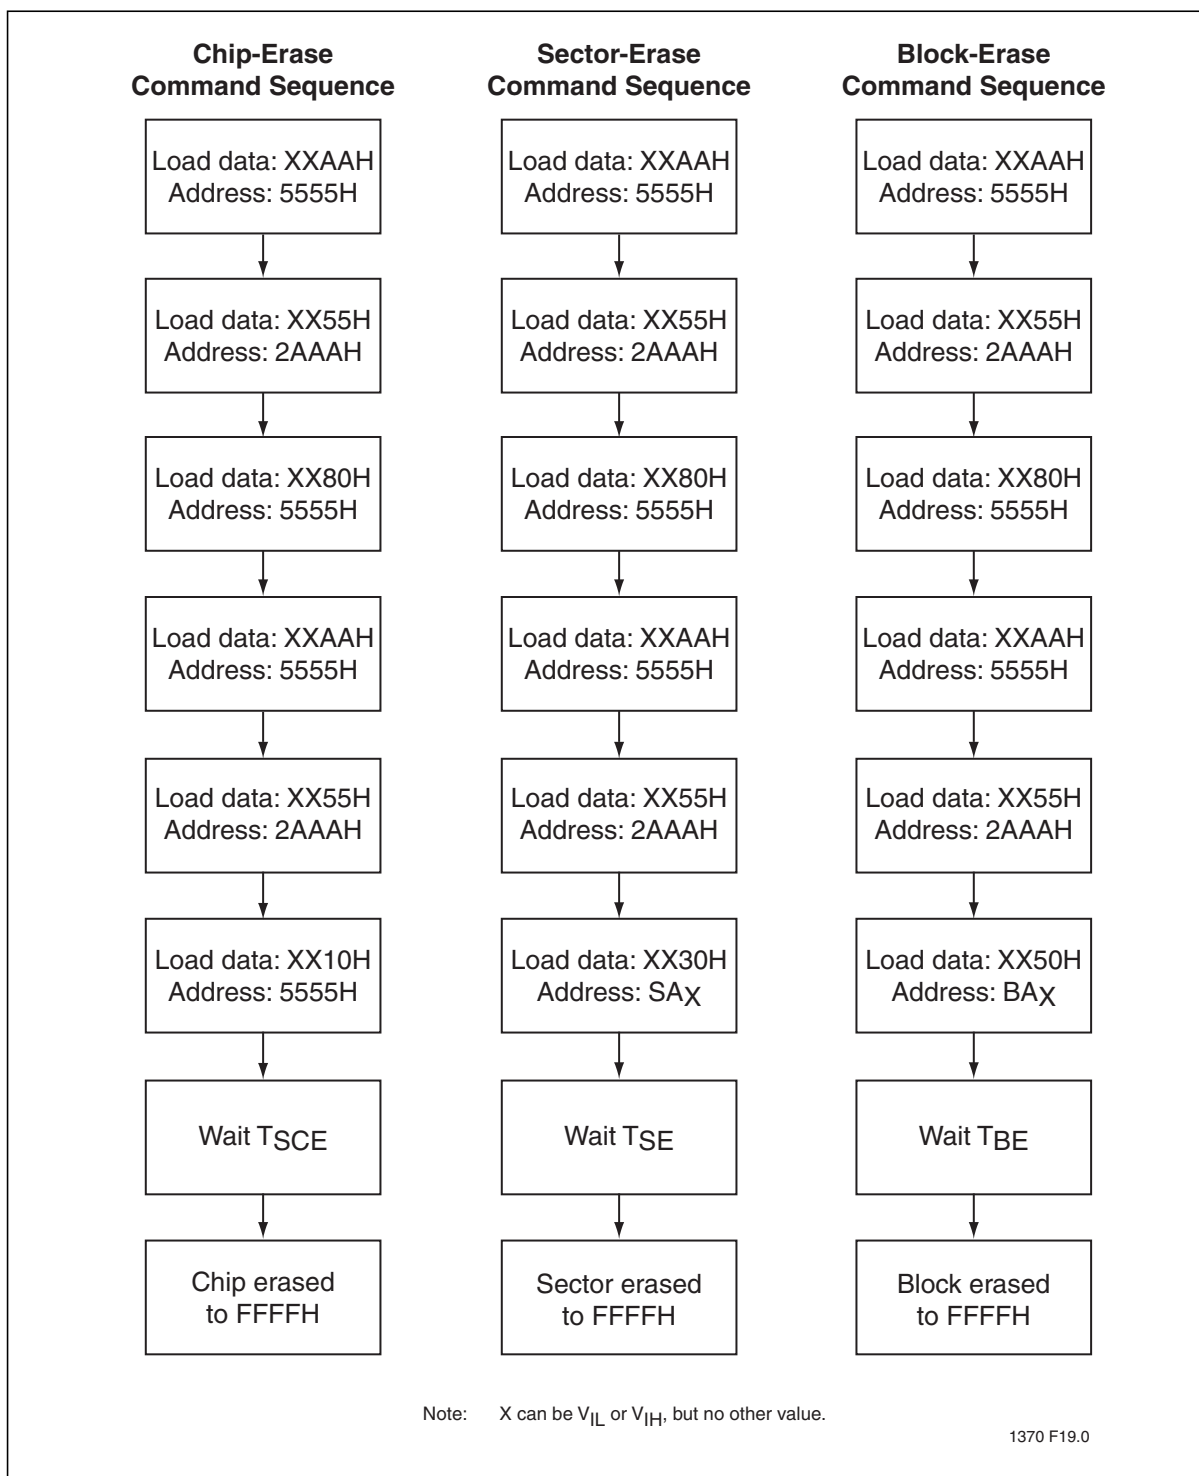 Chip-Erase
Command Sequence
Load data: XXAAH
Address: 5555H
Load data: XX55H
Address: 2AAAH
Load data: XX80H
Address: 5555H
Load data: XXAAH
Address: 5555H
Load data: XX55H
Address: 2AAAH
Load data: XX10H
Address: 5555H
Wait TSCE
Chip erased
to FFFFH
Sector-Erase
Command Sequence
Load data: XXAAH
Address: 5555H
Load data: XX55H
Address: 2AAAH
Load data: XX80H
Address: 5555H
Load data: XXAAH
Address: 5555H
Load data: XX55H
Address: 2AAAH
Load data: XX30H
Address: SAX
Wait TSE
Sector erased
to FFFFH
Block-Erase
Command Sequence
Load data: XXAAH
Address: 5555H
Load data: XX55H
Address: 2AAAH
Load data: XX80H
Address: 5555H
Load data: XXAAH
Address: 5555H
Load data: XX55H
Address: 2AAAH
Load data: XX50H
Address: BAX
Wait TBE
Block erased
to FFFFH
Note: X can be VIL or VIH, but no other value.
1370 F19.0